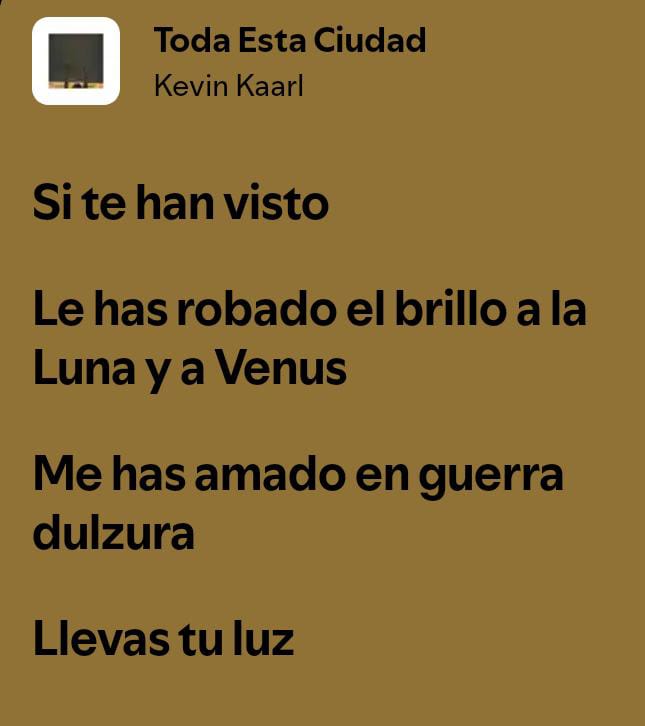 Toda Esta Ciudad
Kevin Kaarl
Si te han visto
Le has robado el brillo a la
Luna y a Venus
Me has amado en guerra
dulzura
Llevas tu luz